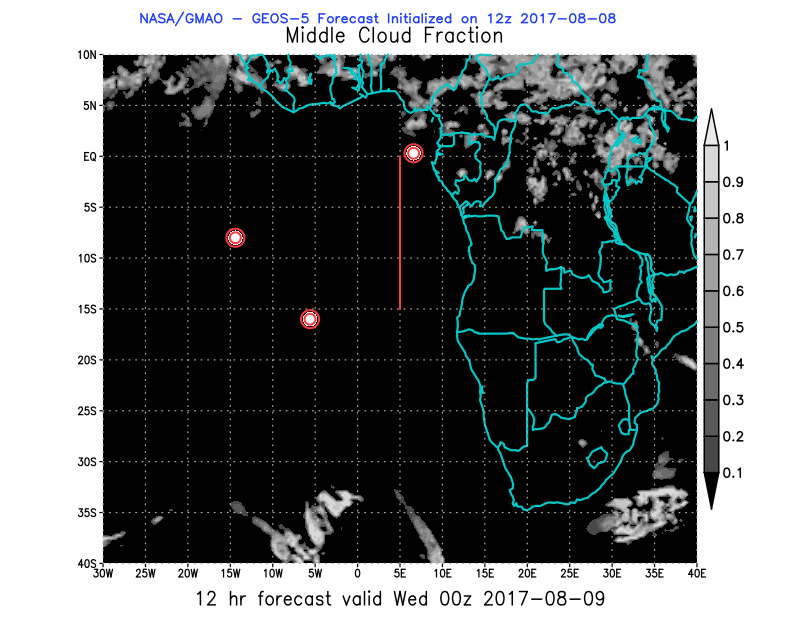 NASA/GMAO - GEOS-5 Forecast Initialized on 12z 2017-08-08
Middle Cloud Fraction
10N
5N
EQ
5S
10S
15S
20S
25S
30S
35S
40S
30W 25W 20W 15W 10W 5W 0 5E 10E 15E 20E 25E 30E 35E 40E
1
0.9
0.8
0.7
0.6
0.5
0.4
0.3
0.2
0.1
12 hr forecast valid Wed 00z 2017-08-09